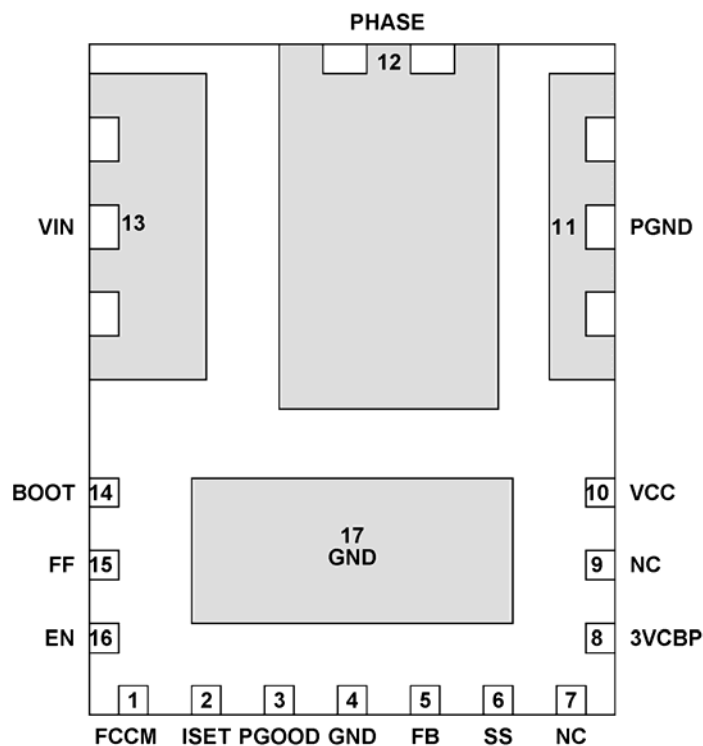 PHASE
12
VIN 13 11 PGND
BOOT 14 10 VCC
17
GND
FF 15 9 NC
EN 16 8 3VCBP
1 2 3 4 5 6 7
FCCM ISET PGOOD GND FB SS NC